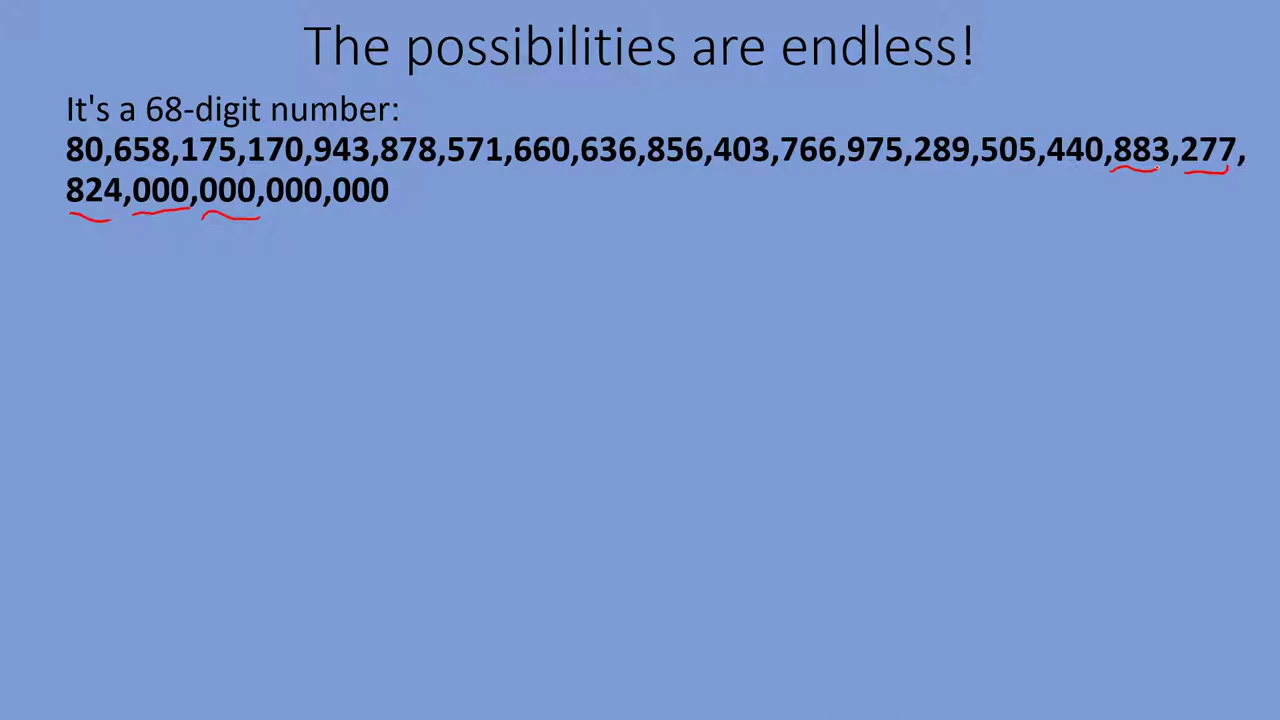 The possibilities are endless!
It's a 68-digit number:
80,658,175,170,943,878,571,660,636,856,403,766,975,289,505,440,883,277,
824,000,000,000,000